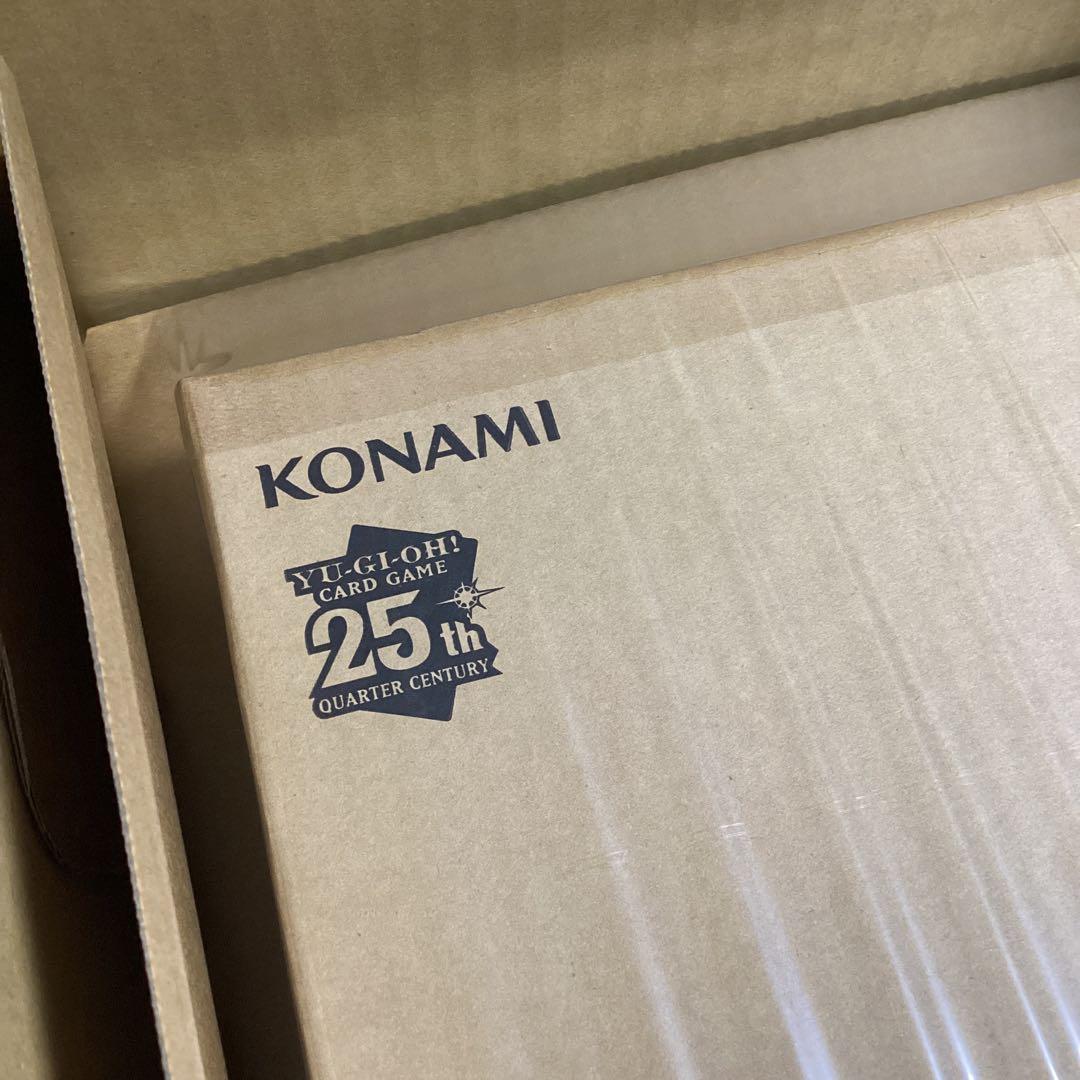 KONAMI
YU-GI-OH!
CARD GAME
25th
QUARTER CENTURY